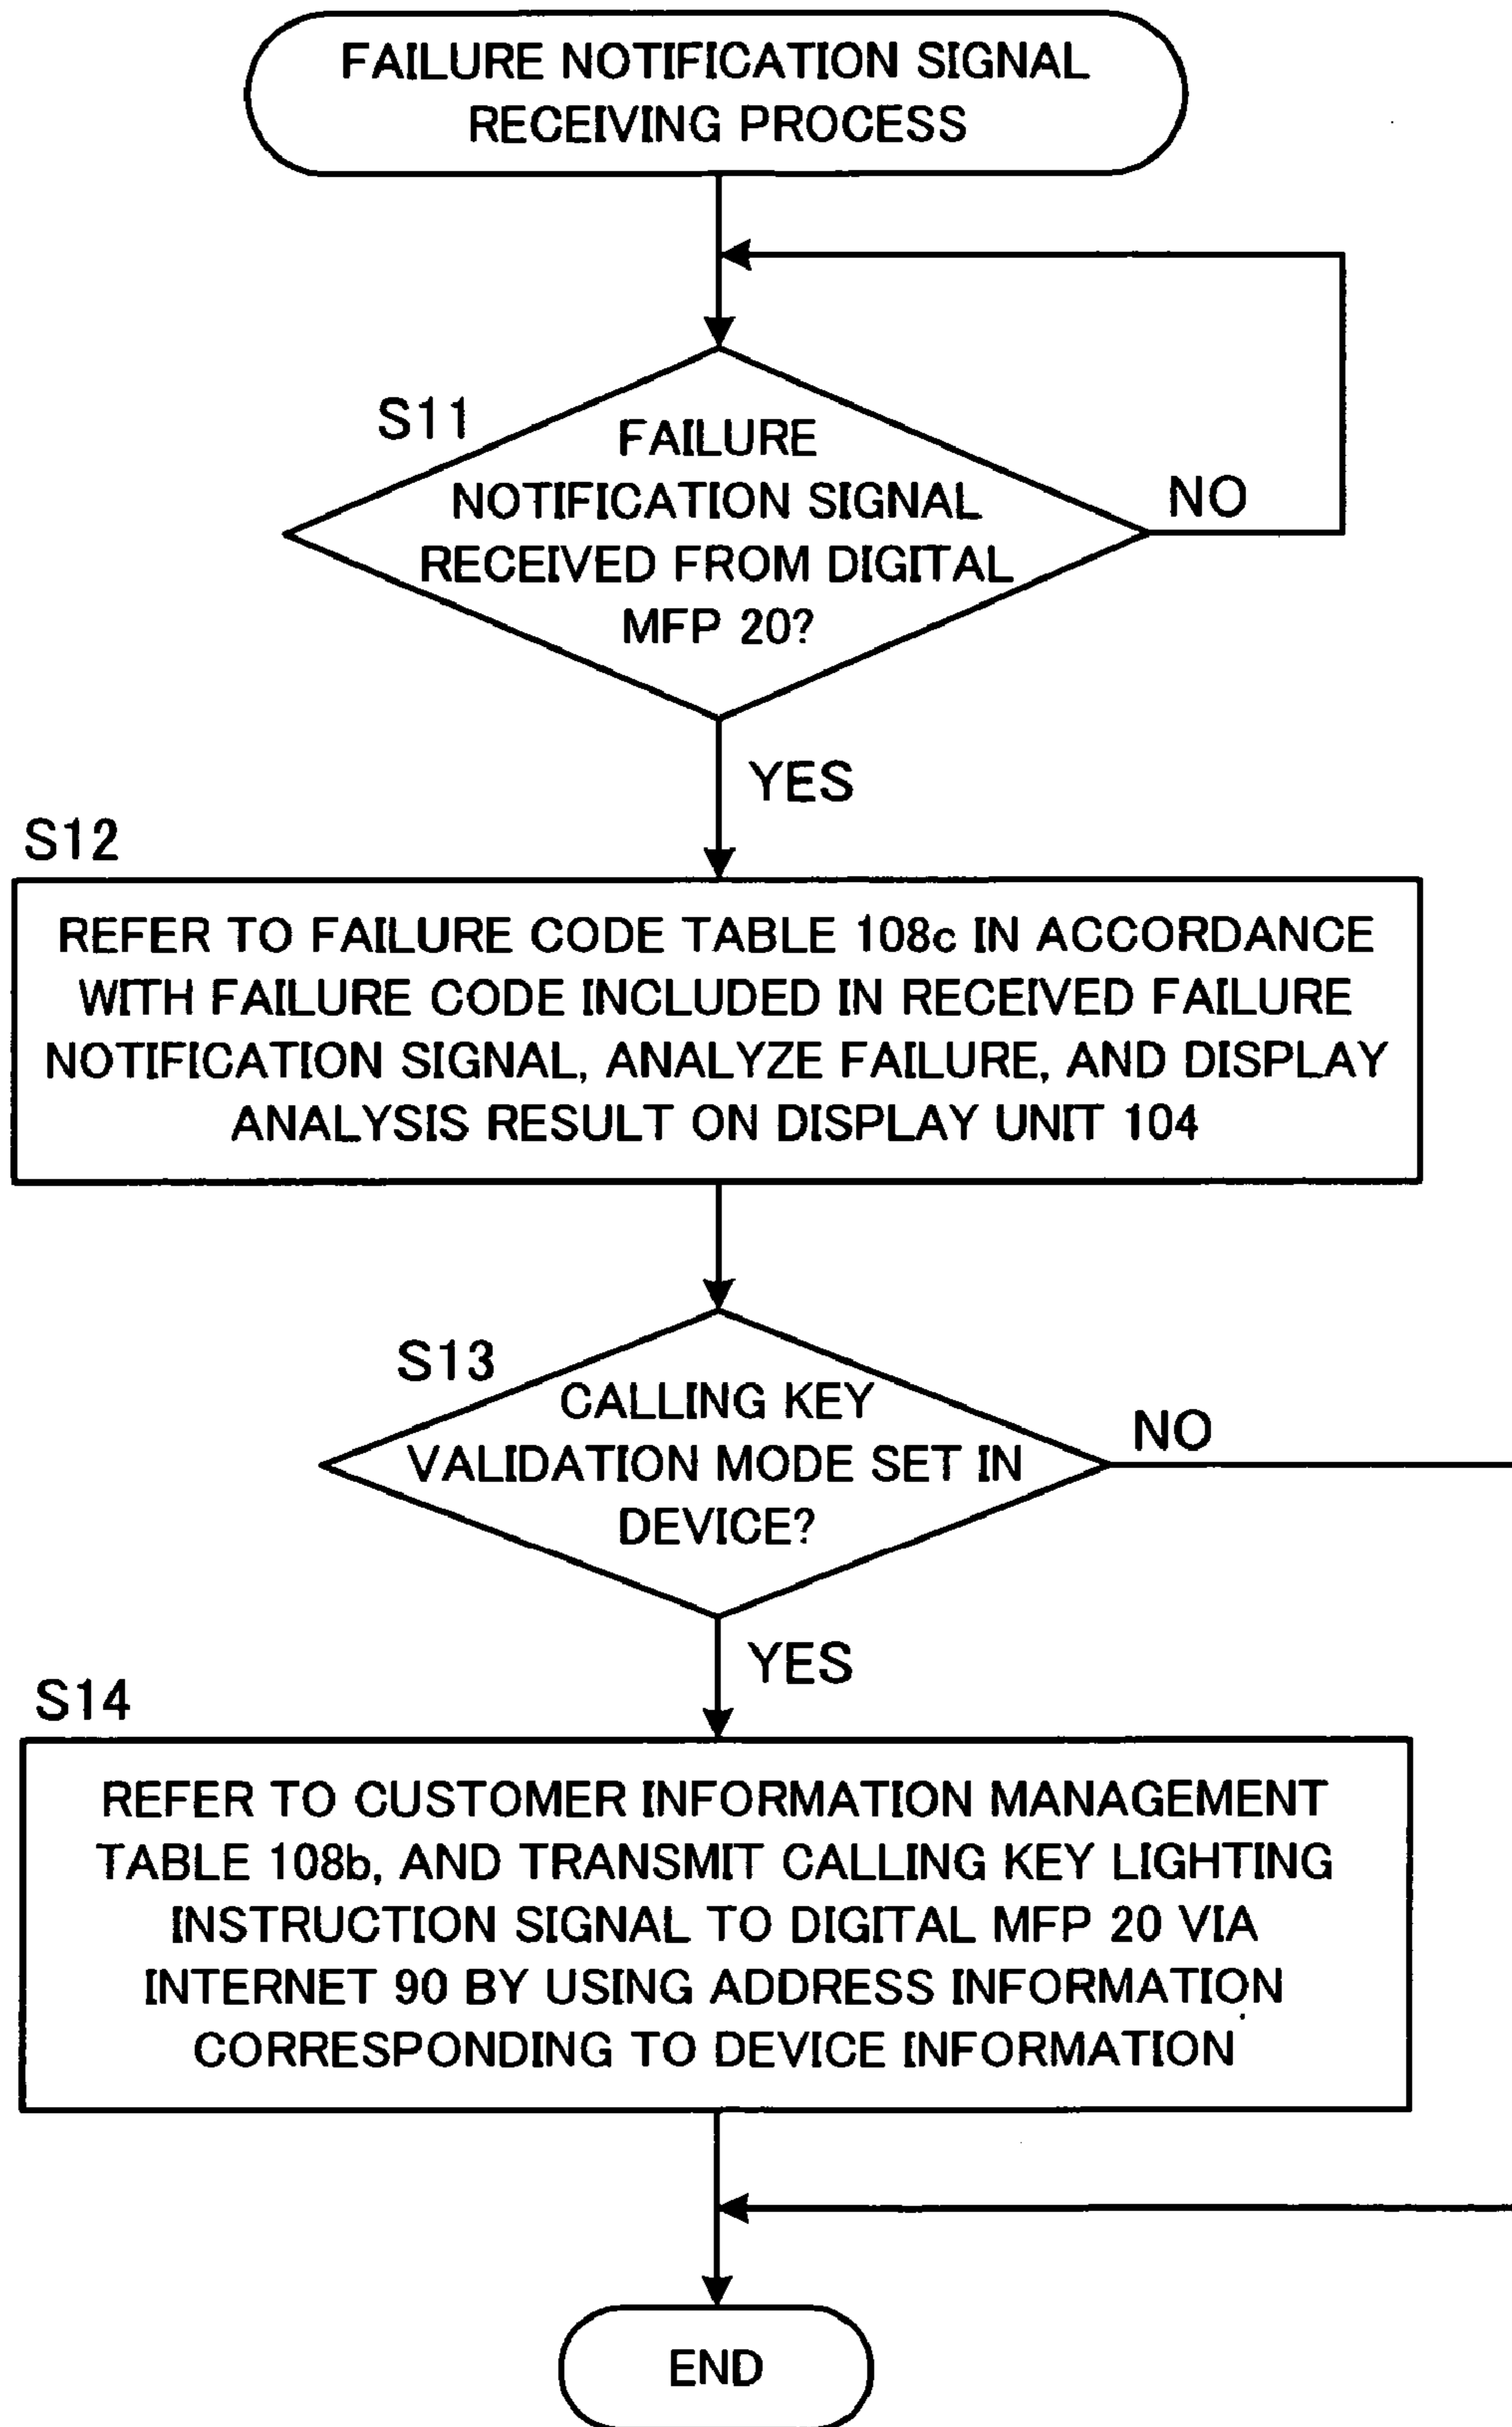 FAILURE NOTIFICATION SIGNAL
RECEIVING PROCESS
S11
FAILURE
NOTIFICATION SIGNAL
RECEIVED FROM DIGITAL
MFP 20?
NO
YES
S12
REFER TO FAILURE CODE TABLE 108c IN ACCORDANCE
WITH FAILURE CODE INCLUDED IN RECEIVED FAILURE
NOTIFICATION SIGNAL, ANALYZE FAILURE, AND DISPLAY
ANALYSIS RESULT ON DISPLAY UNIT 104
S13
CALLING KEY
VALIDATION MODE SET IN
DEVICE?
NO
YES
S14
REFER TO CUSTOMER INFORMATION MANAGEMENT
TABLE 108b, AND TRANSMIT CALLING KEY LIGHTING
INSTRUCTION SIGNAL TO DIGITAL MFP 20 VIA
INTERNET 90 BY USING ADDRESS INFORMATION
CORRESPONDING TO DEVICE INFORMATION
END